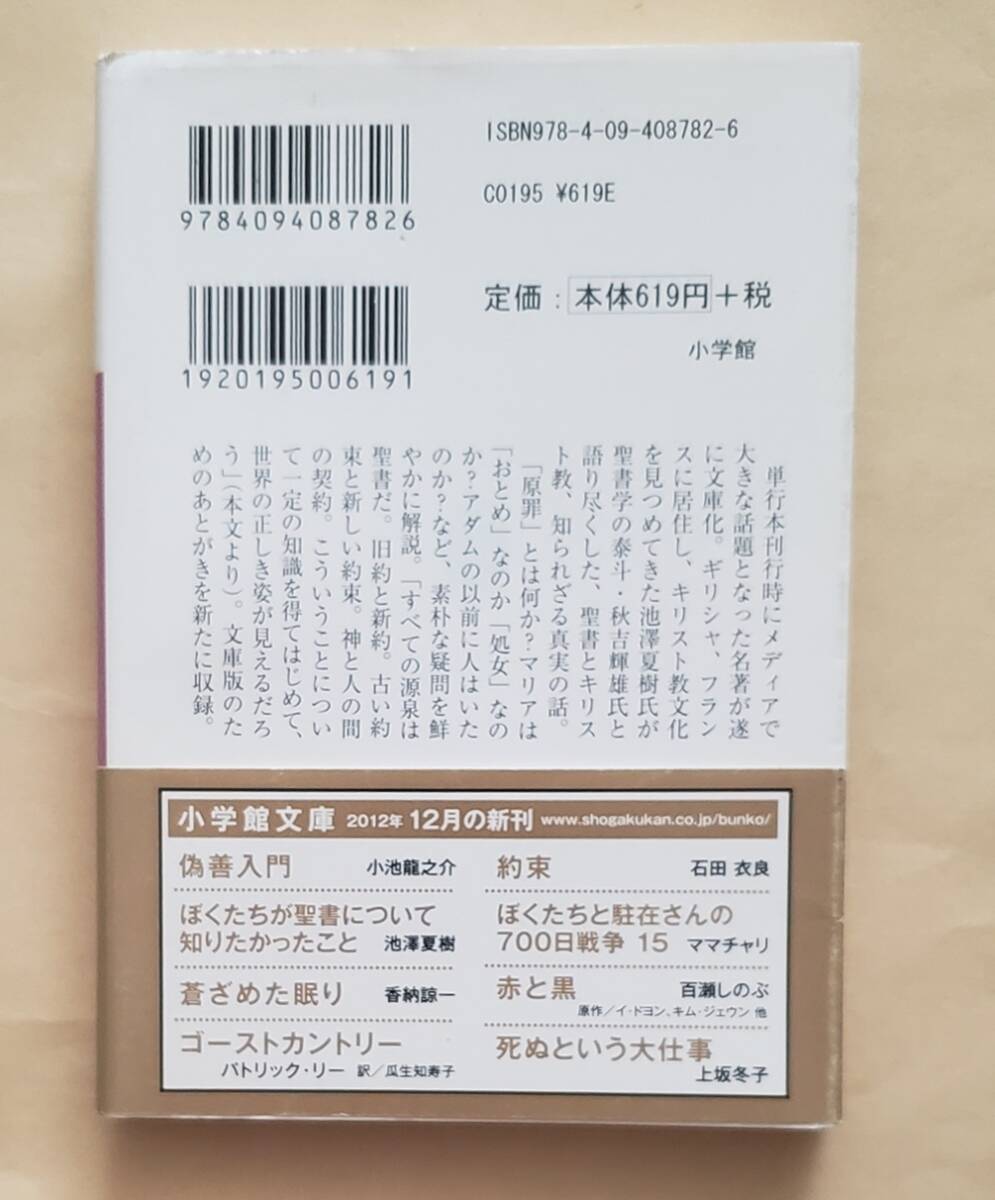 ISBN978-4-09-408782-6
9784094087826
C0195 ¥619E
定価：本体619円＋税
1920195006191
小学館
単行本刊行時にメディアで
大きな話題となった名著が遂
に文庫化。ギリシャ、フラン
スに居住し、キリスト教文化
を見つめてきた池澤夏樹氏が
聖書学の泰斗・秋吉輝雄氏と
語り尽くした、聖書とキリス
ト教、知られざる真実の話。
「原罪」とは何か？マリアは
「おとめ」なのか「処女」なの
か？アダムの以前に人はいた
のか？など、素朴な疑問を鮮
やかに解説。「すべての源泉は
聖書だ。旧約と新約。古い約
束と新しい約束。神と人の間
の契約。こういうことについ
て一定の知識を得てはじめて、
世界の正しき姿が見えるだろ
う」（本文より）。文庫版のた
めのあとがきを新たに収録。
小学館文庫 2012年 12月の新刊 www.shogakukan.co.jp/bunko/
偽善入門 小池龍之介
ぼくたちが聖書について
知りたかったこと 池澤夏樹
蒼ざめた眠り 香納諒一
ゴーストカントリー
パトリック・リー 訳／瓜生知寿子
約束 石田 衣良
ぼくたちと駐在さんの
700日戦争 15 ママチャリ
赤と黒 百瀬しのぶ
原作／イ・ドヨン、キム・ジェウン 他
死ぬという大仕事
上坂冬子